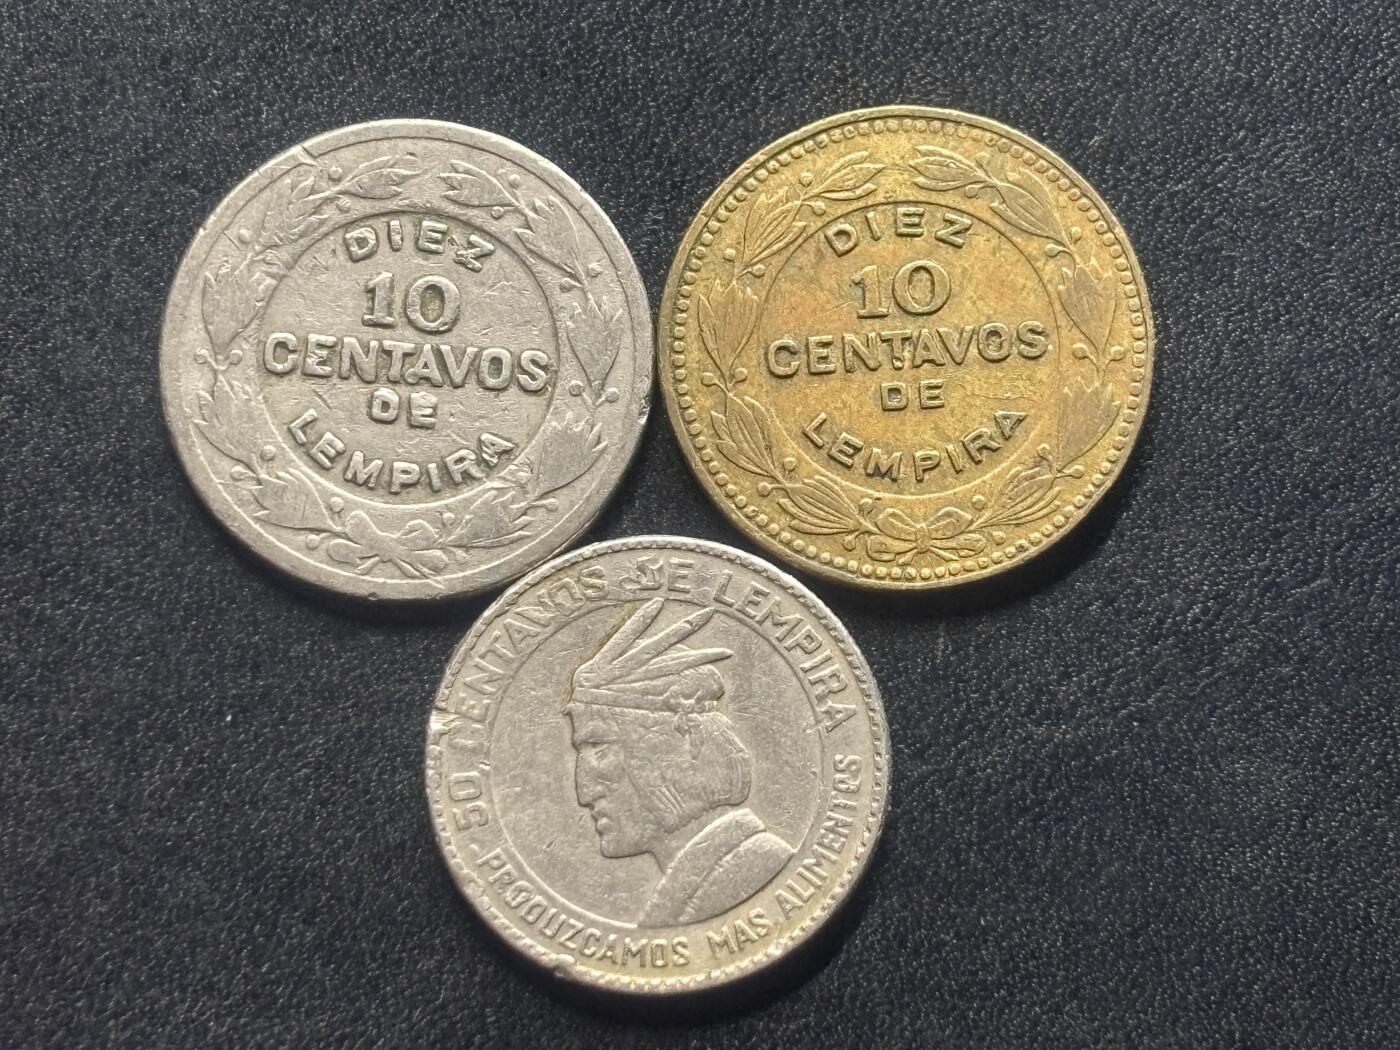 DIEZ
10
CENTAVOS
DE
LEMPIRA
DIEZ
10
CENTAVOS
DE
LEMPIRA
50 CENTAVOS DE LEMPIRA
PRODUZCAMOS MAS ALIMENTOS